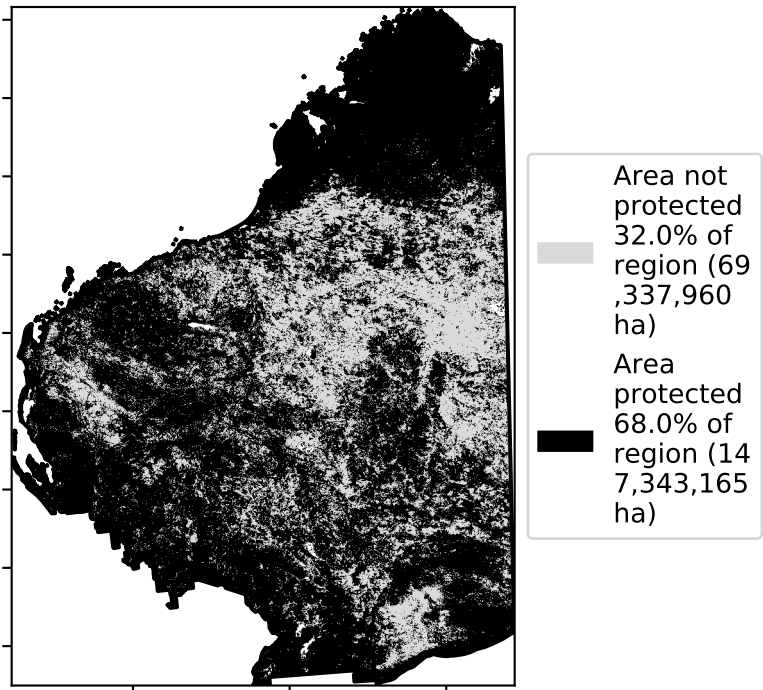 Area not
protected
32.0% of
region (69
,337,960
ha)
Area
protected
68.0% of
region (14
7,343,165
ha)